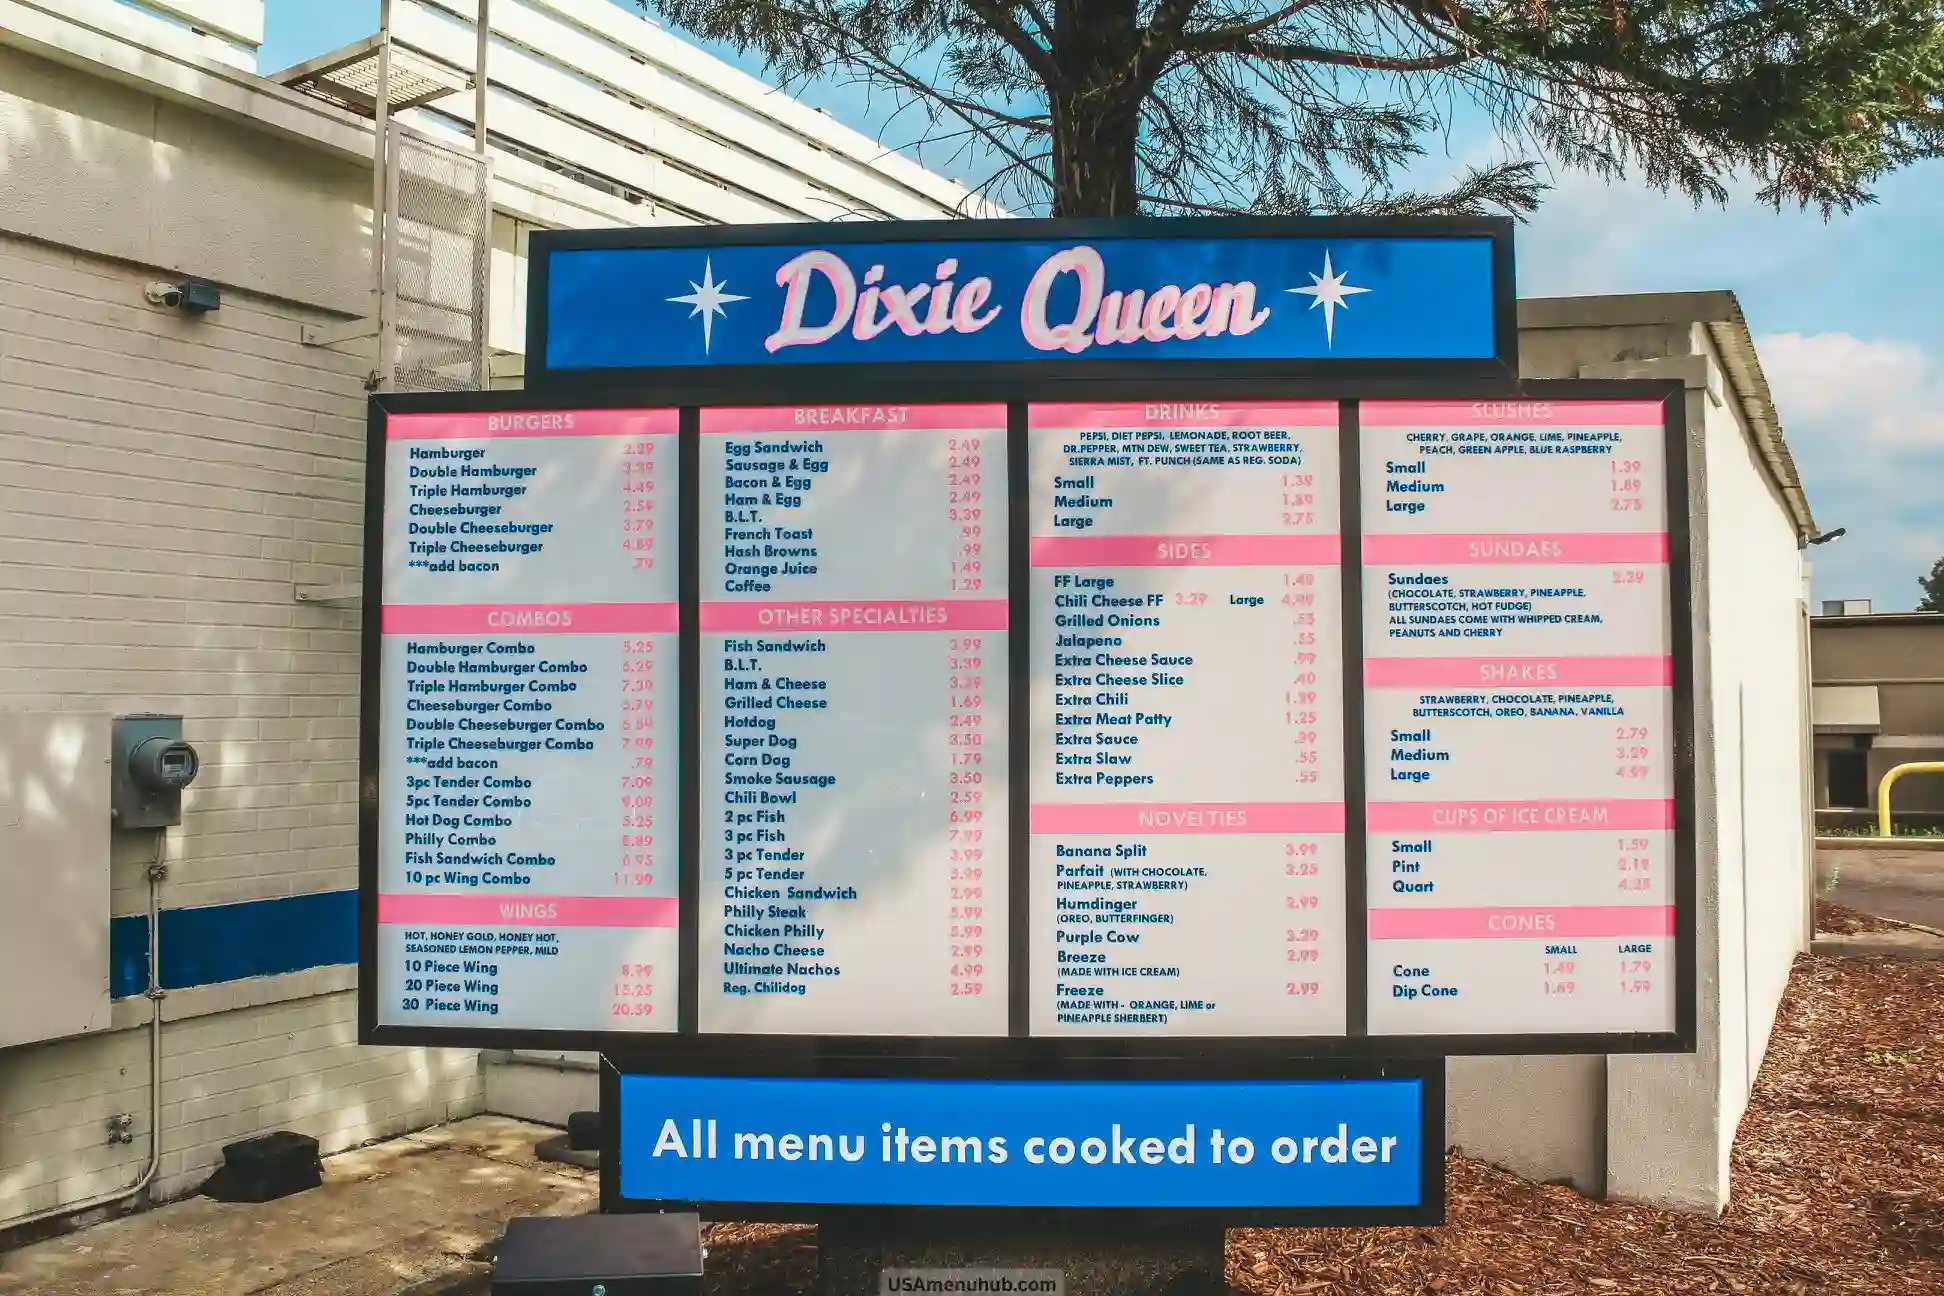 Dixie Queen
BURGERS
Hamburger 2.29
Double Hamburger 3.39
Triple Hamburger 4.49
Cheeseburger 2.59
Double Cheeseburger 3.79
Triple Cheeseburger 4.89
***add bacon .79
COMBOS
Hamburger Combo 5.25
Double Hamburger Combo 6.29
Triple Hamburger Combo 7.39
Cheeseburger Combo 5.79
Double Cheeseburger Combo 6.89
Triple Cheeseburger Combo 7.99
***add bacon .79
3pc Tender Combo 7.09
5pc Tender Combo 9.09
Hot Dog Combo 5.25
Philly Combo 8.89
Fish Sandwich Combo 6.95
10 pc Wing Combo 11.99
WINGS
HOT, HONEY GOLD, HONEY HOT,
SEASONED LEMON PEPPER, MILD
10 Piece Wing 8.99
20 Piece Wing 15.25
30 Piece Wing 20.59
BREAKFAST
Egg Sandwich 2.49
Sausage & Egg 2.49
Bacon & Egg 2.49
Ham & Egg 2.49
B.L.T. 3.39
French Toast .99
Hash Browns .99
Orange Juice 1.49
Coffee 1.29
OTHER SPECIALTIES
Fish Sandwich 3.99
B.L.T. 3.39
Ham & Cheese 3.29
Grilled Cheese 1.69
Hotdog 2.49
Super Dog 3.50
Corn Dog 1.79
Smoke Sausage 3.50
Chili Bowl 2.59
2 pc Fish 6.99
3 pc Fish 7.99
3 pc Tender 3.99
5 pc Tender 5.99
Chicken Sandwich 2.99
Philly Steak 5.99
Chicken Philly 5.99
Nacho Cheese 2.99
Ultimate Nachos 4.99
Reg. Chilidog 2.59
DRINKS
PEPSI, DIET PEPSI, LEMONADE, ROOT BEER,
DR.PEPPER, MTN DEW, SWEET TEA, STRAWBERRY,
SIERRA MIST, FT. PUNCH (SAME AS REG. SODA)
Small 1.39
Medium 1.89
Large 2.75
SIDES
FF Large 1.49
Chili Cheese FF 3.29 Large 4.99
Grilled Onions .55
Jalapeno .55
Extra Cheese Sauce .99
Extra Cheese Slice .40
Extra Chili 1.39
Extra Meat Patty 1.25
Extra Sauce .39
Extra Slaw .55
Extra Peppers .55
NOVELTIES
Banana Split 3.99
Parfait (WITH CHOCOLATE, 3.25
PINEAPPLE, STRAWBERRY)
Humdinger 2.99
(OREO, BUTTERFINGER)
Purple Cow 3.29
Breeze 2.99
(MADE WITH ICE CREAM)
Freeze 2.99
(MADE WITH - ORANGE, LIME or
PINEAPPLE SHERBERT)
SLUSHES
CHERRY, GRAPE, ORANGE, LIME, PINEAPPLE,
PEACH, GREEN APPLE, BLUE RASPBERRY
Small 1.39
Medium 1.89
Large 2.75
SUNDAES
Sundaes 2.29
(CHOCOLATE, STRAWBERRY, PINEAPPLE,
BUTTERSCOTCH, HOT FUDGE)
ALL SUNDAES COME WITH WHIPPED CREAM,
PEANUTS AND CHERRY
SHAKES
STRAWBERRY, CHOCOLATE, PINEAPPLE,
BUTTERSCOTCH, OREO, BANANA, VANILLA
Small 2.79
Medium 3.29
Large 4.99
CUPS OF ICE CREAM
Small 1.59
Pint 2.19
Quart 4.25
CONES
SMALL LARGE
Cone 1.49 1.79
Dip Cone 1.69 1.99
All menu items cooked to order
USAmenuhub.com